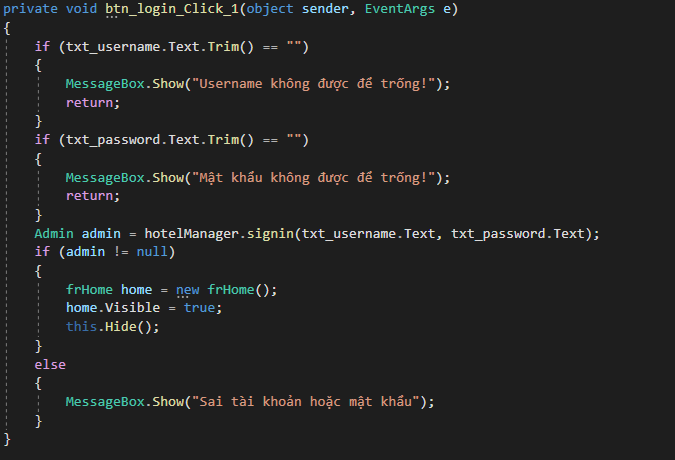 private void btn_login_Click_1(object sender, EventArgs e)
{
    if (txt_username.Text.Trim() == "")
    {
        MessageBox.Show("Username không được để trống!");
        return;
    }
    if (txt_password.Text.Trim() == "")
    {
        MessageBox.Show("Mật khẩu không được để trống!");
        return;
    }
    Admin admin = hotelManager.signin(txt_username.Text, txt_password.Text);
    if (admin != null)
    {
        frHome home = new frHome();
        home.Visible = true;
        this.Hide();
    }
    else
    {
        MessageBox.Show("Sai tài khoản hoặc mật khẩu");
    }
}